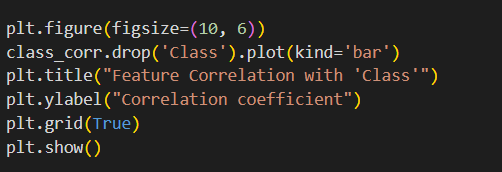 plt.figure(figsize=(10, 6))
class_corr.drop('Class').plot(kind='bar')
plt.title("Feature Correlation with 'Class'")
plt.ylabel("Correlation coefficient")
plt.grid(True)
plt.show()